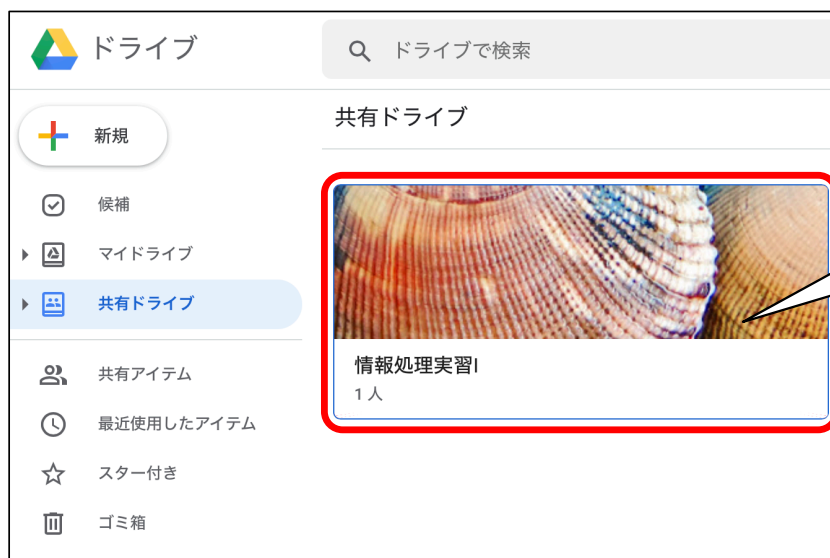 ドライブ
ドライブで検索
新規
共有ドライブ
候補
マイドライブ
共有ドライブ
共有アイテム
最近使用したアイテム
スター付き
ゴミ箱
情報処理実習I
1 人